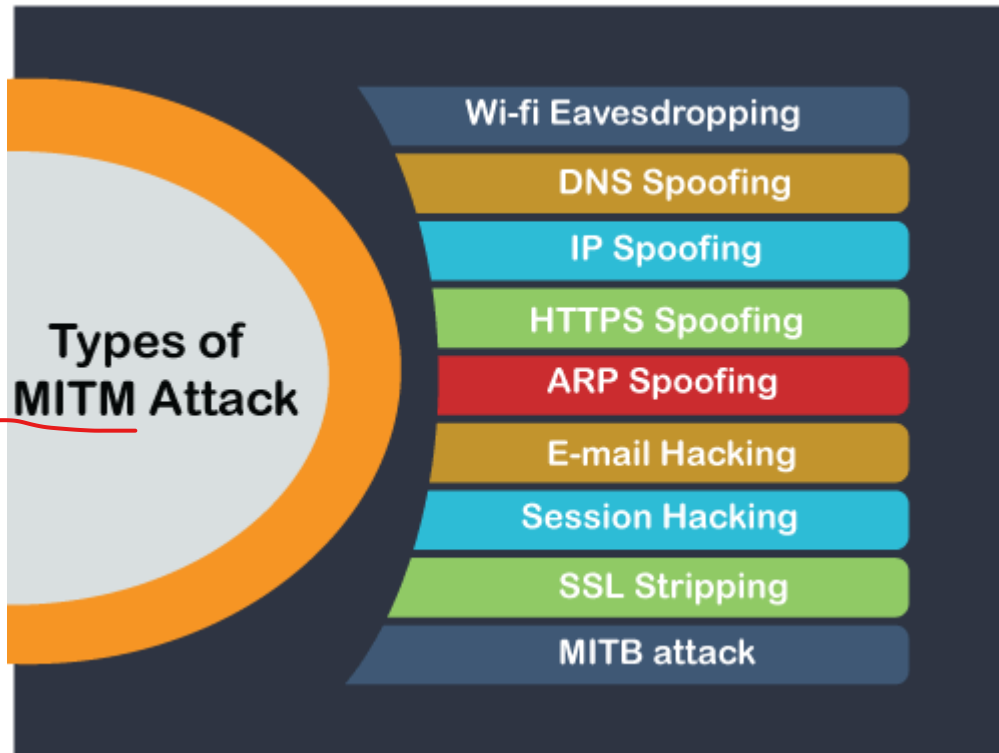 Types of
MITM Attack
Wi-fi Eavesdropping
DNS Spoofing
IP Spoofing
HTTPS Spoofing
ARP Spoofing
E-mail Hacking
Session Hacking
SSL Stripping
MITB attack